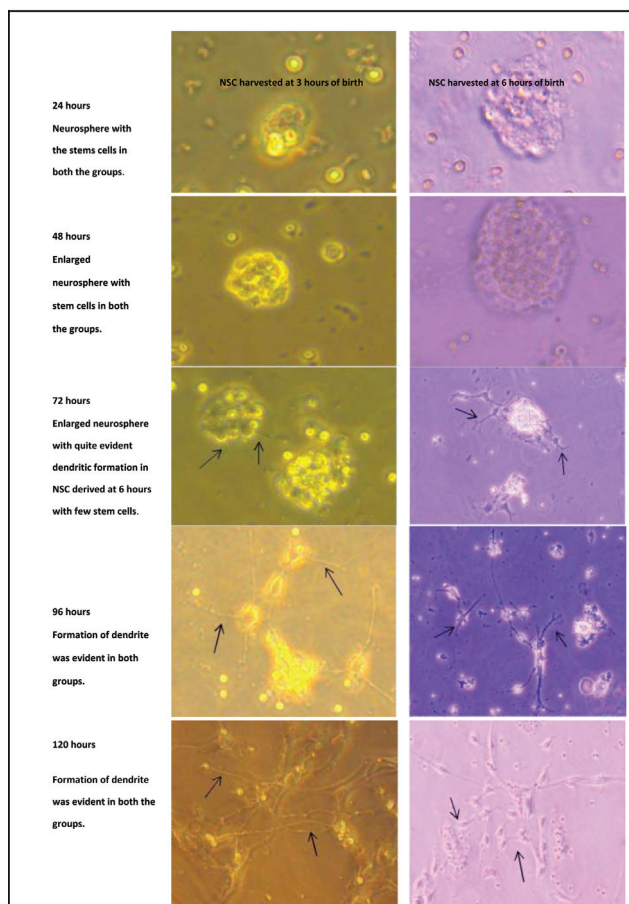 NSC harvested at 3 hours of birth
NSC harvested at 6 hours of birth
24 hours
Neurosphere with
the stems cells in
both the groups.
48 hours
Enlarged
neurosphere with
stem cells in both
the groups.
72 hours
Enlarged neurosphere
with quite evident
dendritic formation in
NSC derived at 6 hours
with few stem cells.
96 hours
Formation of dendrite
was evident in both
groups.
120 hours
Formation of dendrite
was evident in both the
groups.